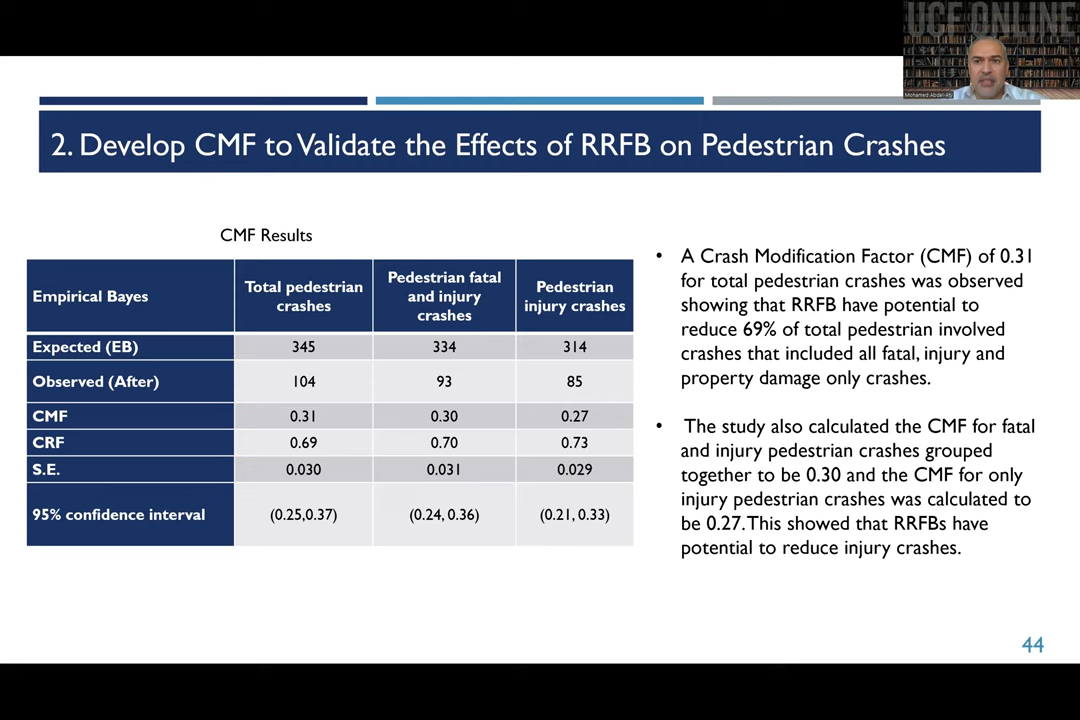 UCF ONLINE
Mohamed Abdel-Aty
2. Develop CMF to Validate the Effects of RRFB on Pedestrian Crashes
CMF Results
Empirical Bayes
Total pedestrian
crashes
Pedestrian fatal
and injury
crashes
Pedestrian
injury crashes
Expected (EB) 345 334 314
Observed (After) 104 93 85
CMF 0.31 0.30 0.27
CRF 0.69 0.70 0.73
S.E. 0.030 0.031 0.029
95% confidence interval (0.25,0.37) (0.24, 0.36) (0.21, 0.33)
• A Crash Modification Factor (CMF) of 0.31
for total pedestrian crashes was observed
showing that RRFB have potential to
reduce 69% of total pedestrian involved
crashes that included all fatal, injury and
property damage only crashes.
• The study also calculated the CMF for fatal
and injury pedestrian crashes grouped
together to be 0.30 and the CMF for only
injury pedestrian crashes was calculated to
be 0.27. This showed that RRFBs have
potential to reduce injury crashes.
44